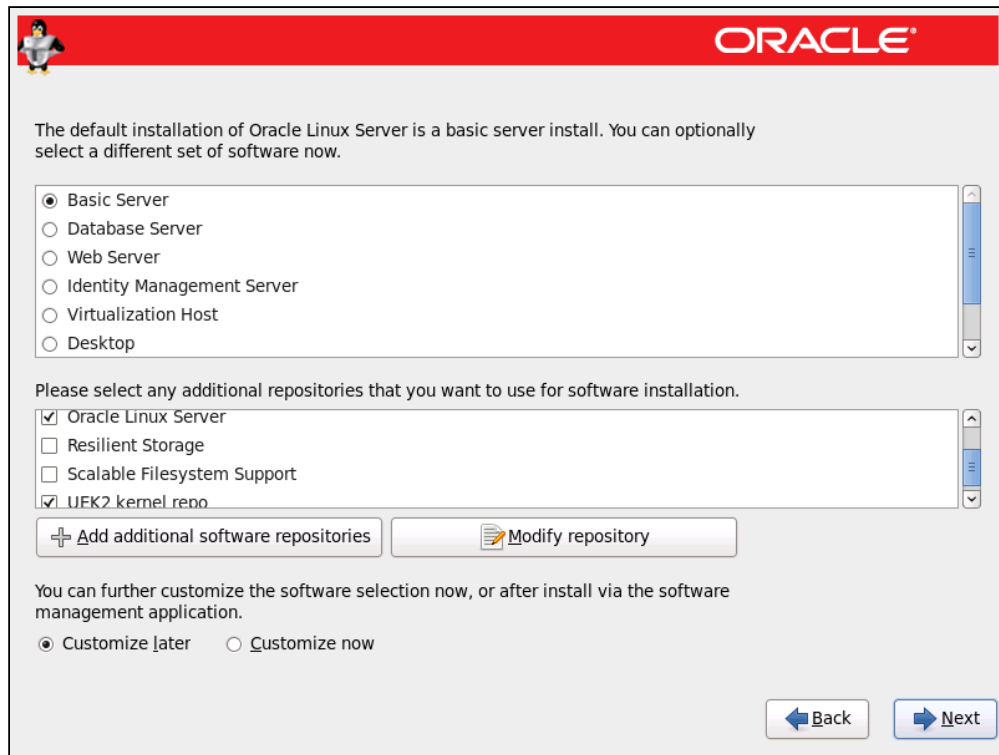 ORACLE®
The default installation of Oracle Linux Server is a basic server install. You can optionally
select a different set of software now.
Basic Server
Database Server
Web Server
Identity Management Server
Virtualization Host
Desktop
Please select any additional repositories that you want to use for software installation.
Oracle Linux Server
Resilient Storage
Scalable Filesystem Support
UEK2 kernel repo
Add additional software repositories
Modify repository
You can further customize the software selection now, or after install via the software
management application.
Customize later
Customize now
Back
Next